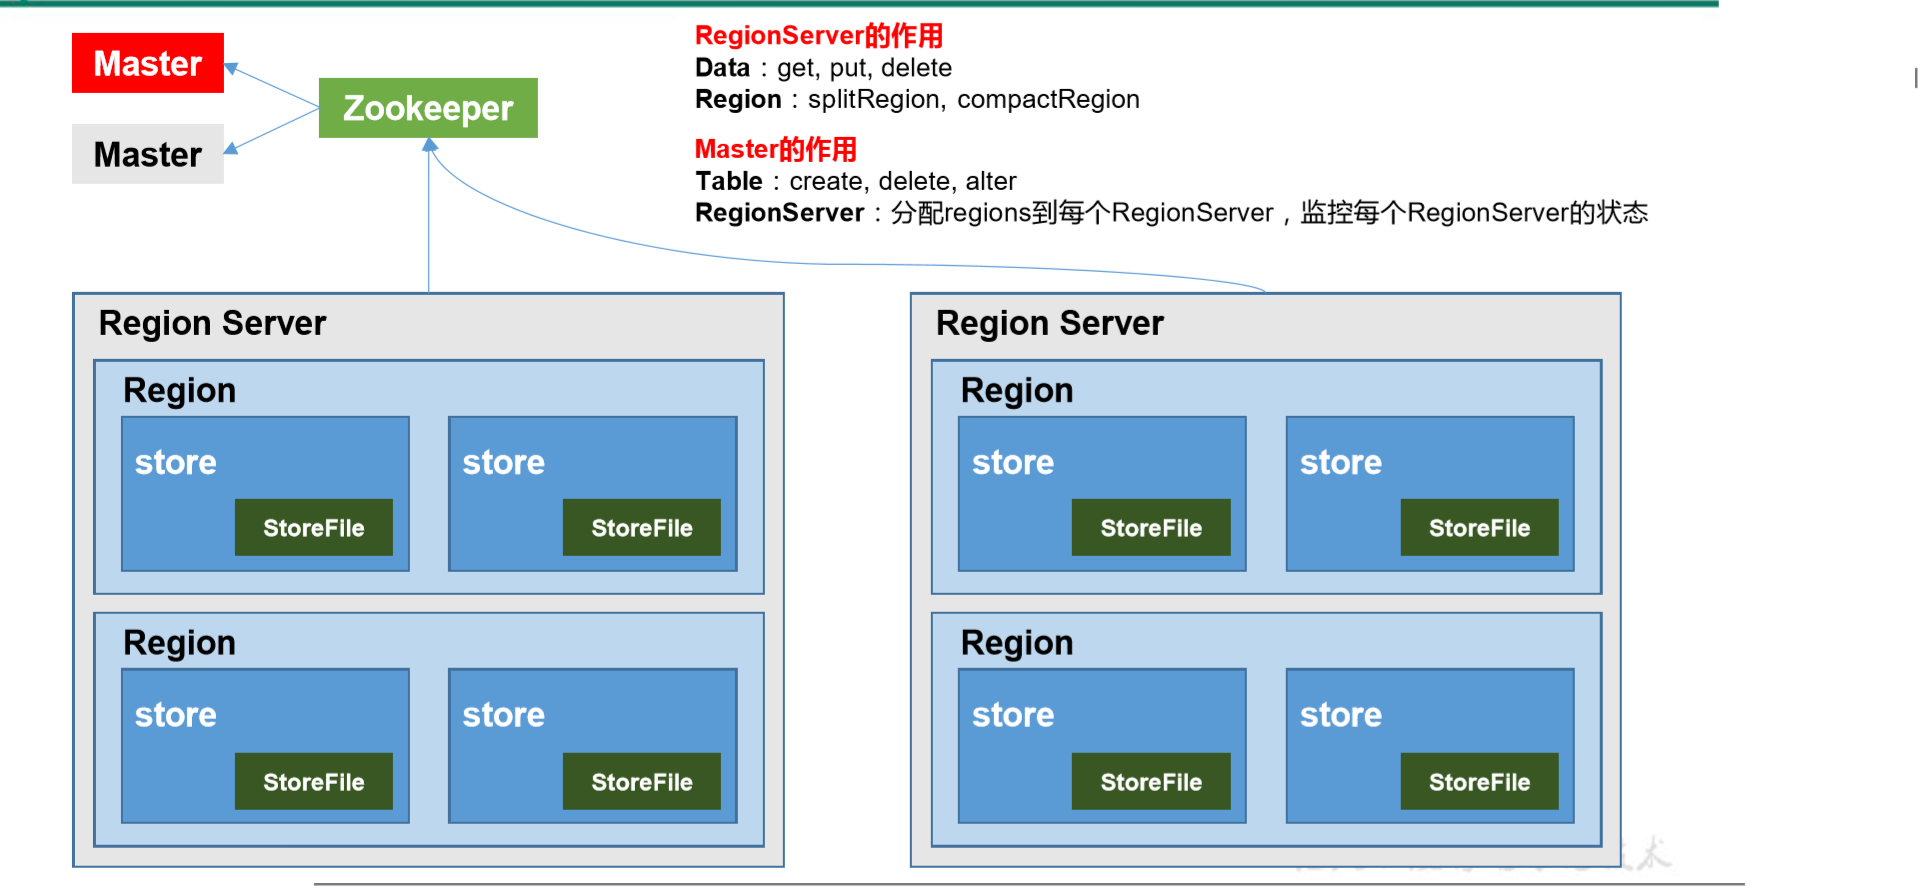 Master
Master
Zookeeper
RegionServer的作用
Data：get, put, delete
Region：splitRegion, compactRegion
Master的作用
Table：create, delete, alter
RegionServer：分配regions到每个RegionServer，监控每个RegionServer的状态
Region Server
Region
store
StoreFile
store
StoreFile
Region
store
StoreFile
store
StoreFile
Region Server
Region
store
StoreFile
store
StoreFile
Region
store
StoreFile
store
StoreFile